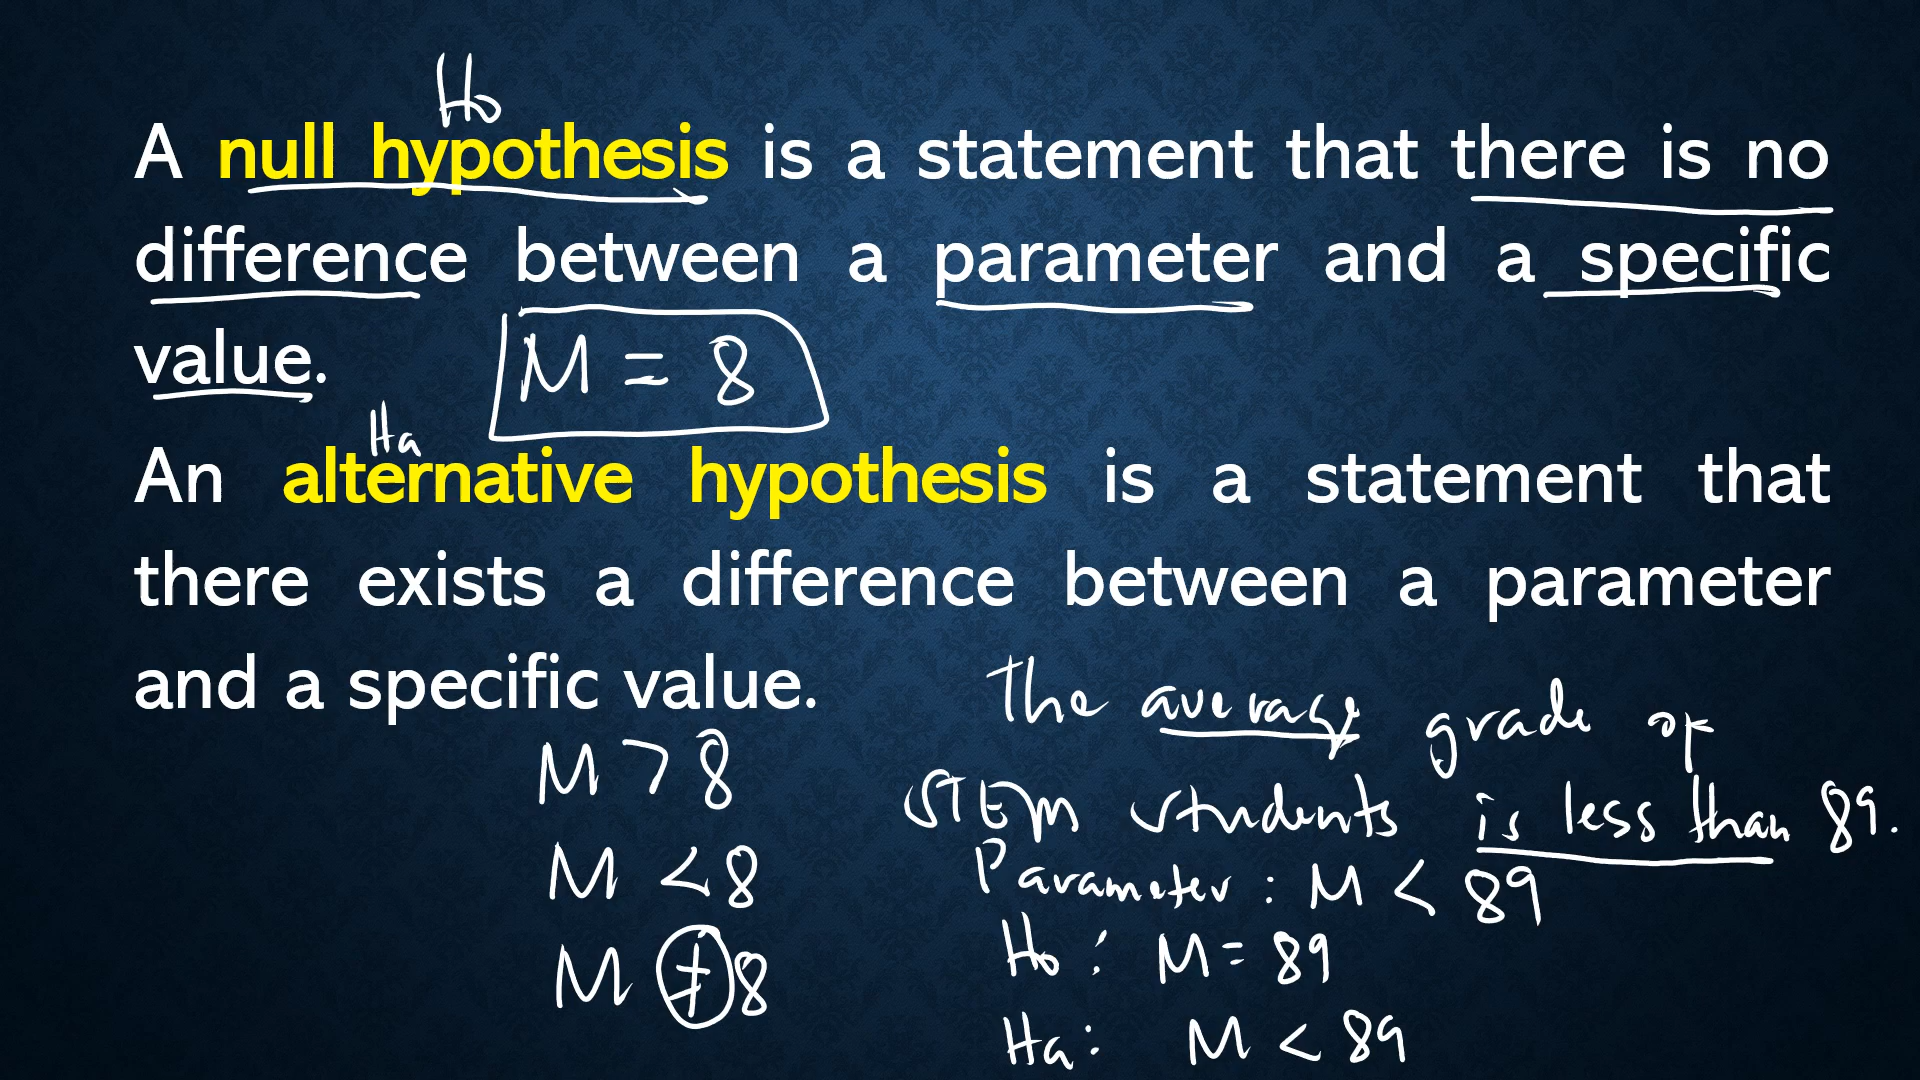 Ho
A null hypothesis is a statement that there is no
difference between a parameter and a specific
value.
M = 8
Ha
An alternative hypothesis is a statement that
there exists a difference between a parameter
and a specific value.
M > 8
M < 8
M ≠ 8
The average grade of
STEM students is less than 89.
Parameter : M < 89
Ho : M = 89
Ha : M < 89